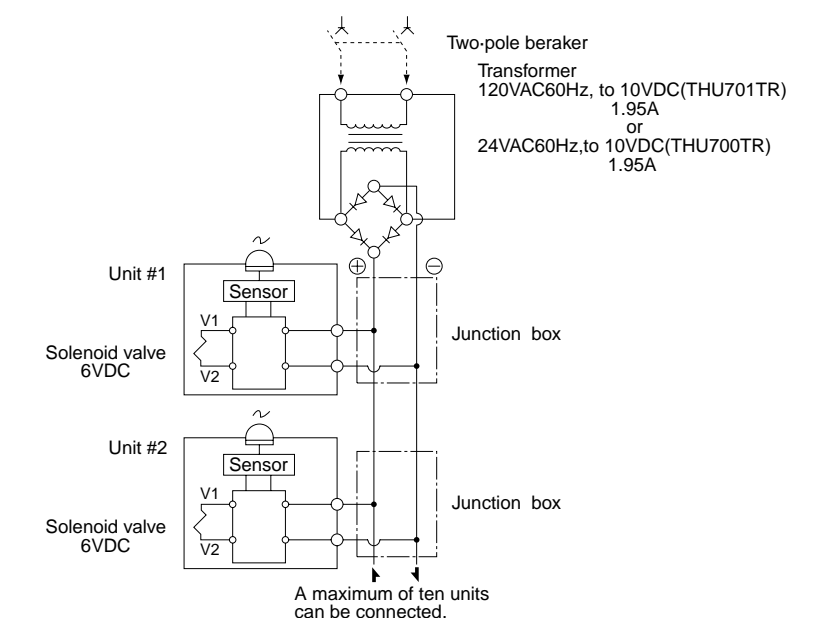 Two-pole beraker
Transformer
120VAC60Hz, to 10VDC(THU701TR)
1.95A
or
24VAC60Hz,to 10VDC(THU700TR)
1.95A
Unit #1
Sensor
V1
V2
Solenoid valve
6VDC
Junction box
Unit #2
Sensor
V1
V2
Solenoid valve
6VDC
Junction box
A maximum of ten units
can be connected.